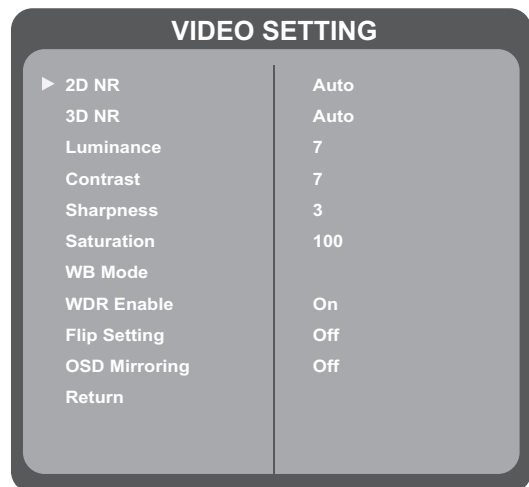 VIDEO SETTING
2D NR Auto
3D NR Auto
Luminance 7
Contrast 7
Sharpness 3
Saturation 100
WB Mode
WDR Enable On
Flip Setting Off
OSD Mirroring Off
Return